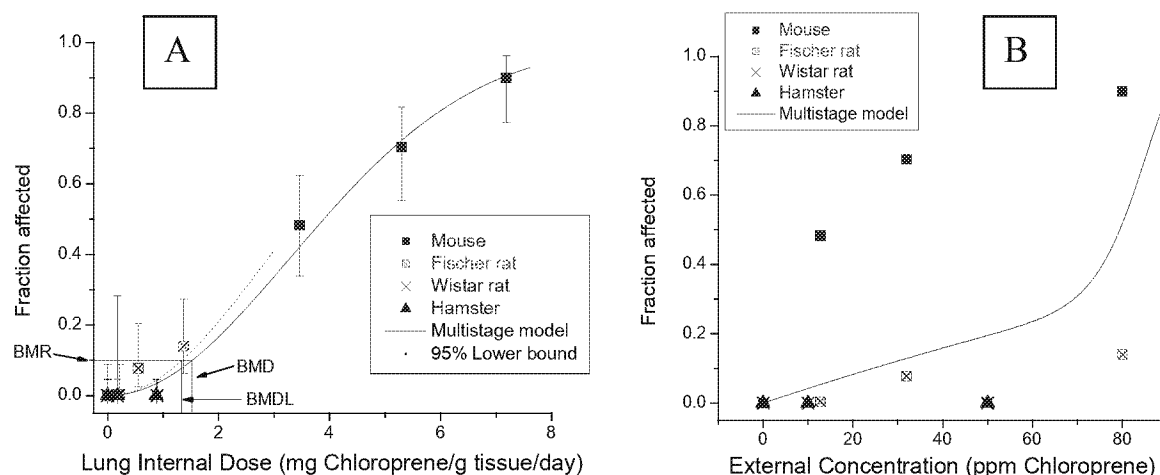 A
1.0
0.8
0.6
0.4
0.2
0.0
Fraction affected
BMR
BMD
BMDL
Mouse
Fischer rat
Wistar rat
Hamster
Multistage model
95% Lower bound
0 2 4 6 8
Lung Internal Dose (mg Chloroprene/g tissue/day)
B
Mouse
Fischer rat
Wistar rat
Hamster
Multistage model
1.0
0.8
0.6
0.4
0.2
0.0
Fraction affected
0 20 40 60 80
External Concentration (ppm Chloroprene)